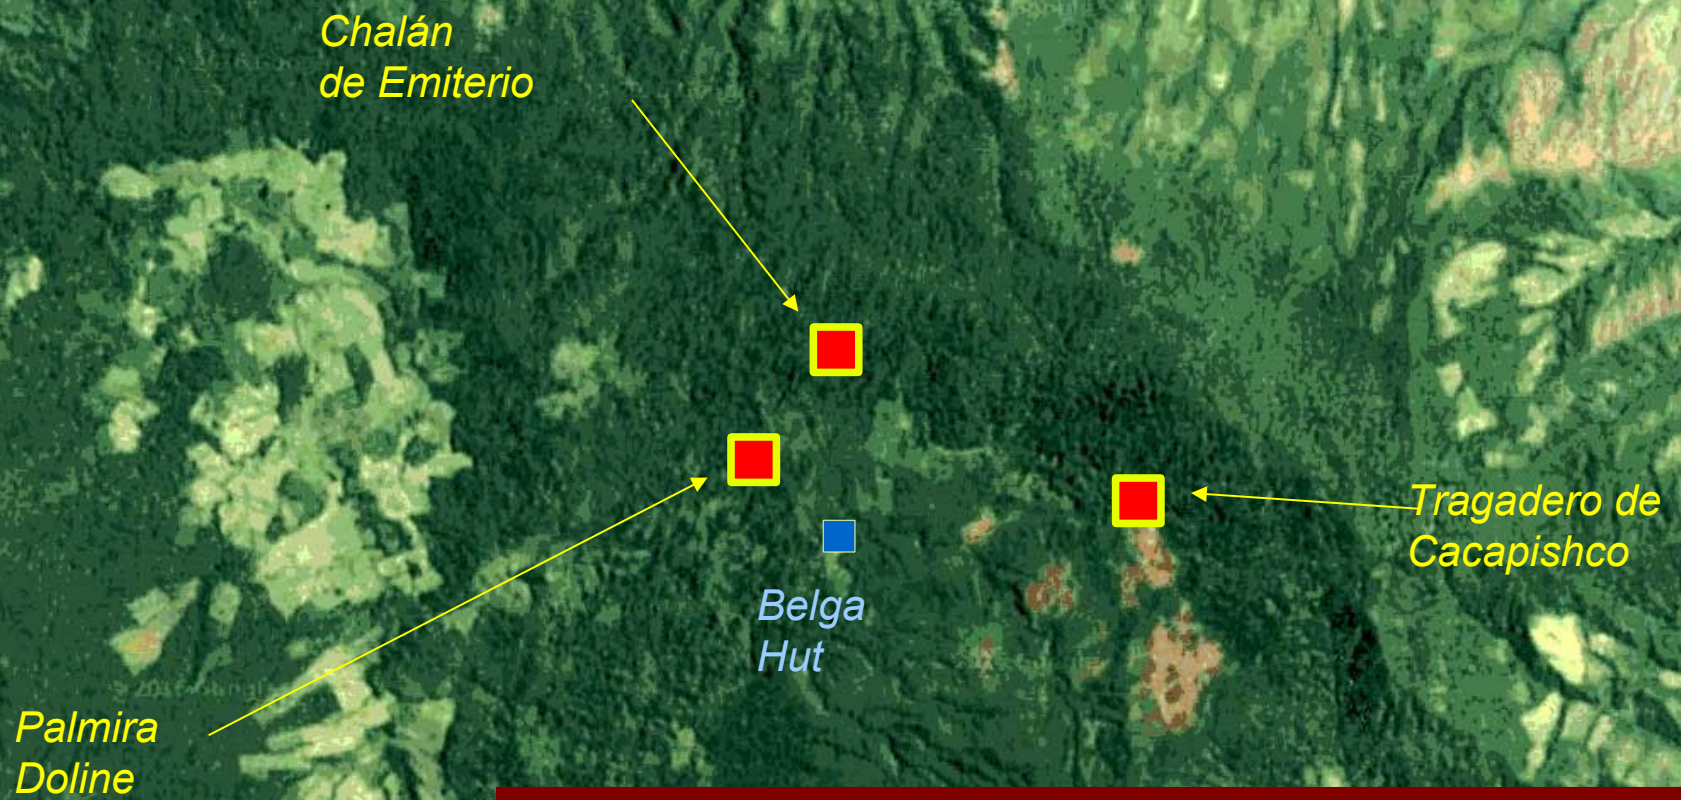 Chalán
de Emiterio
Tragadero de
Cacapishco
Belga
Hut
Palmira
Doline